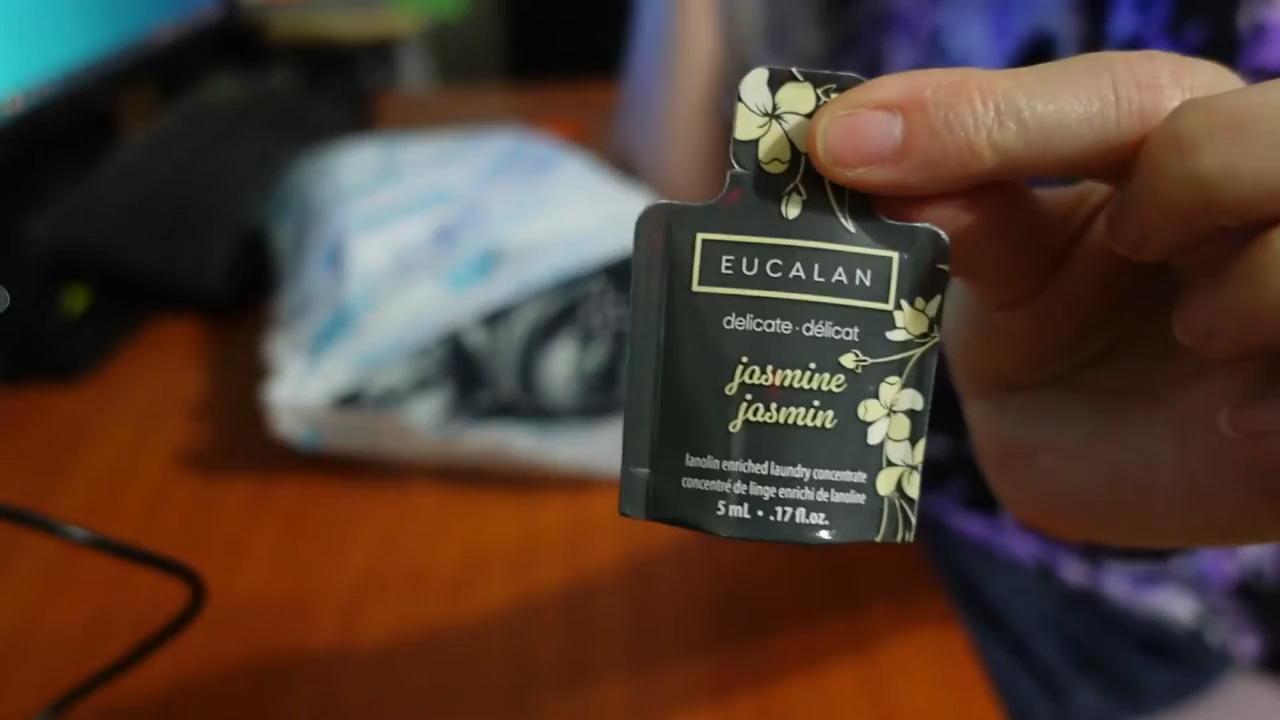 EUCALAN
delicate · délicat
jasmine
jasmin
lanolin enriched laundry concentrate
concentré de linge enrichi de lanoline
5 mL • .17 fl.oz.